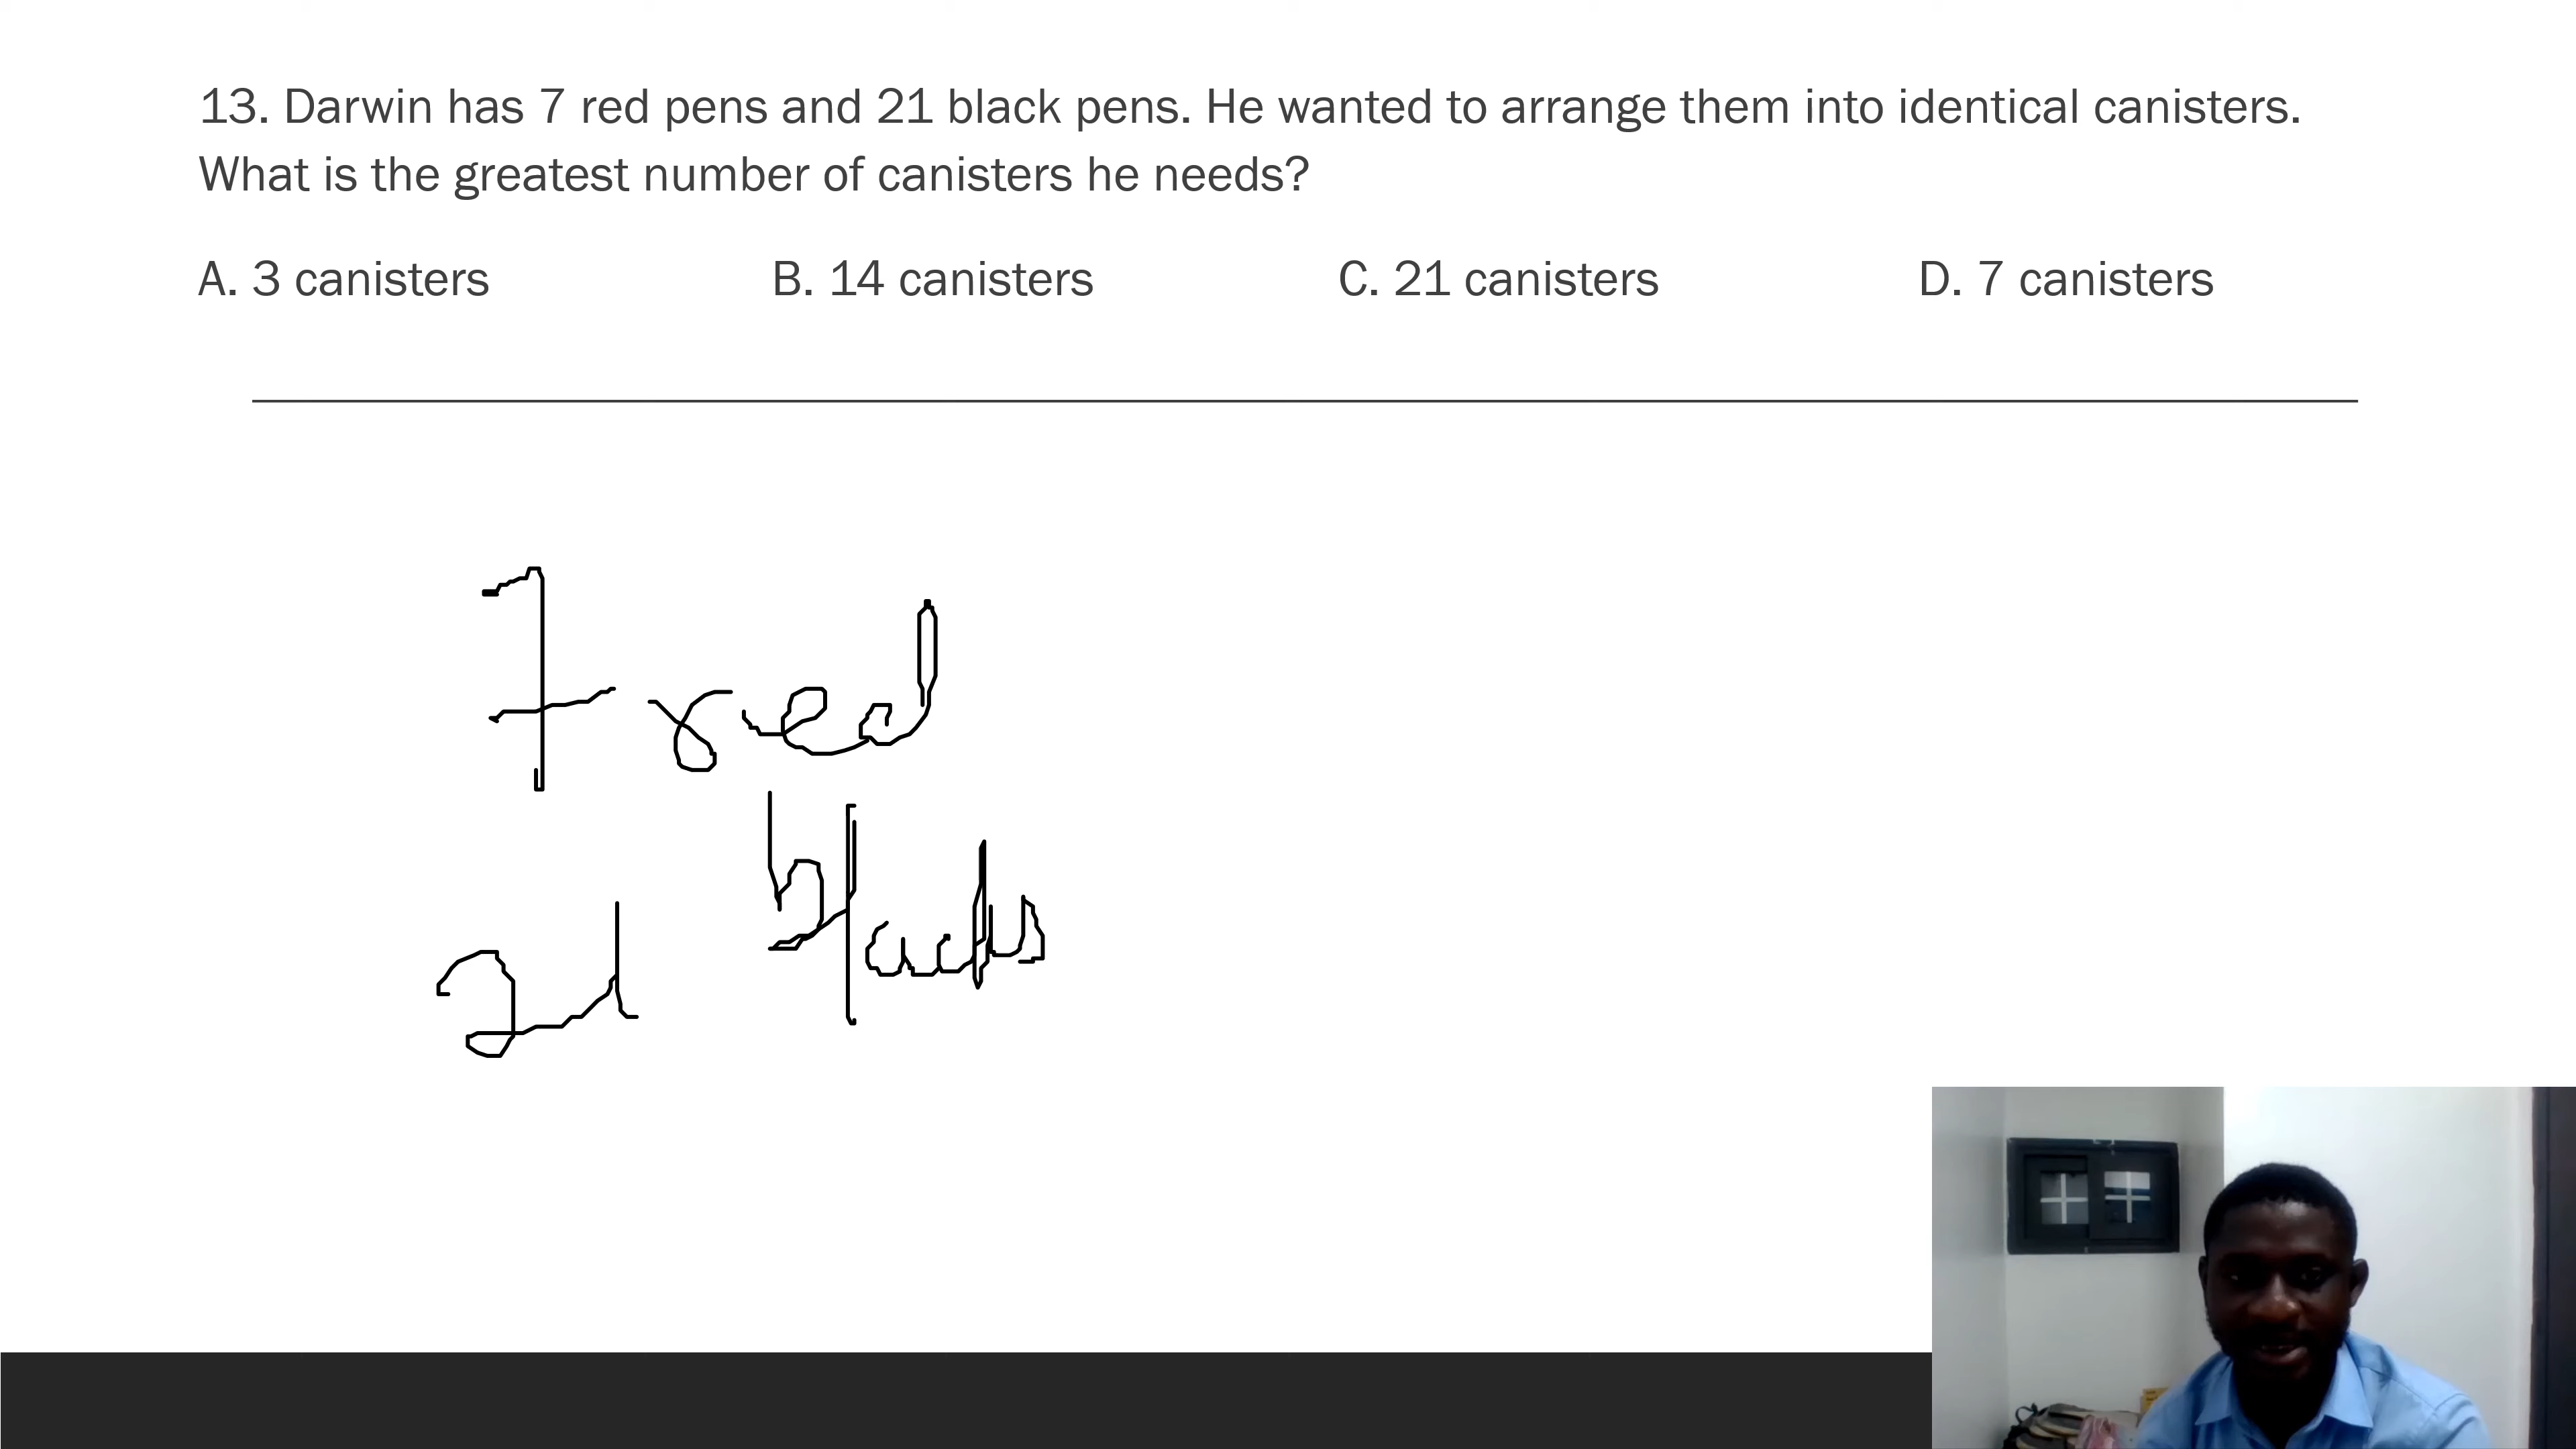 13. Darwin has 7 red pens and 21 black pens. He wanted to arrange them into identical canisters.
What is the greatest number of canisters he needs?
A. 3 canisters B. 14 canisters C. 21 canisters D. 7 canisters
7 red
21 black